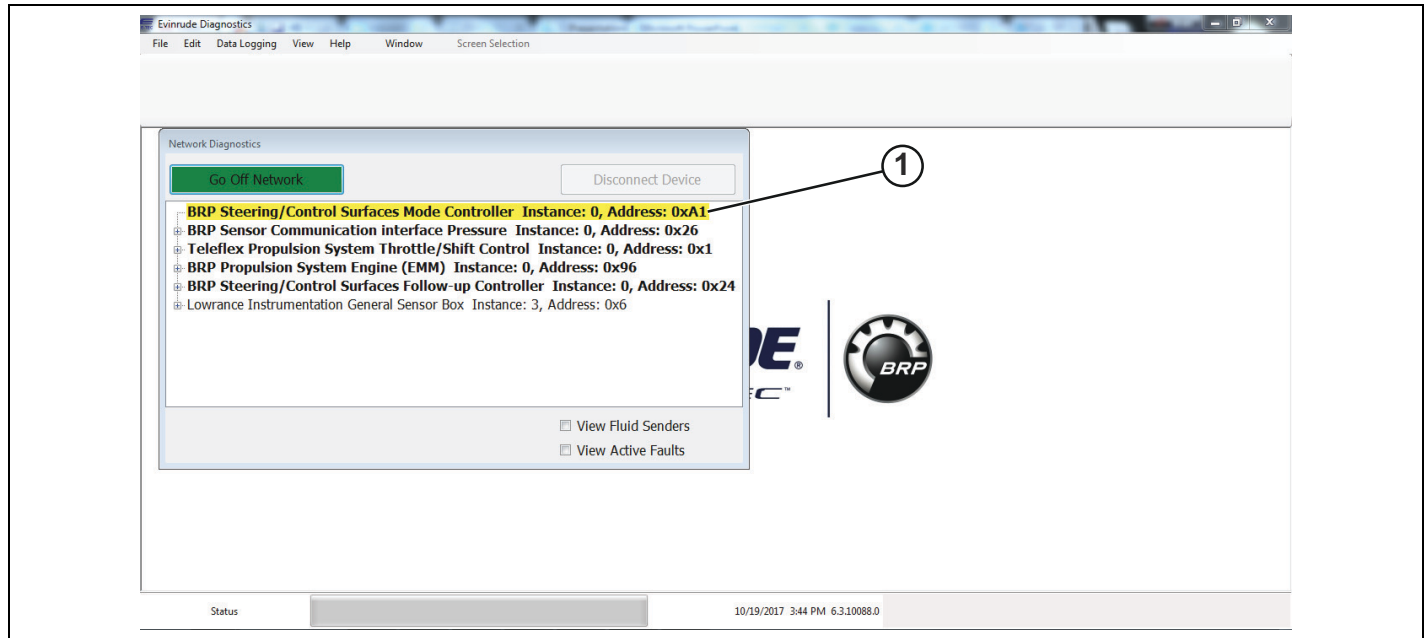 Evinrude Diagnostics
File Edit Data Logging View Help Window Screen Selection
Network Diagnostics
Go Off Network Disconnect Device
1
BRP Steering/Control Surfaces Mode Controller Instance: 0, Address: 0xA1
BRP Sensor Communication interface Pressure Instance: 0, Address: 0x26
Teleflex Propulsion System Throttle/Shift Control Instance: 0, Address: 0x1
BRP Propulsion System Engine (EMM) Instance: 0, Address: 0x96
BRP Steering/Control Surfaces Follow-up Controller Instance: 0, Address: 0x24
Lowrance Instrumentation General Sensor Box Instance: 3, Address: 0x6
DE®
BRP
EC™
View Fluid Senders
View Active Faults
Status 10/19/2017 3:44 PM 6.3.10088.0